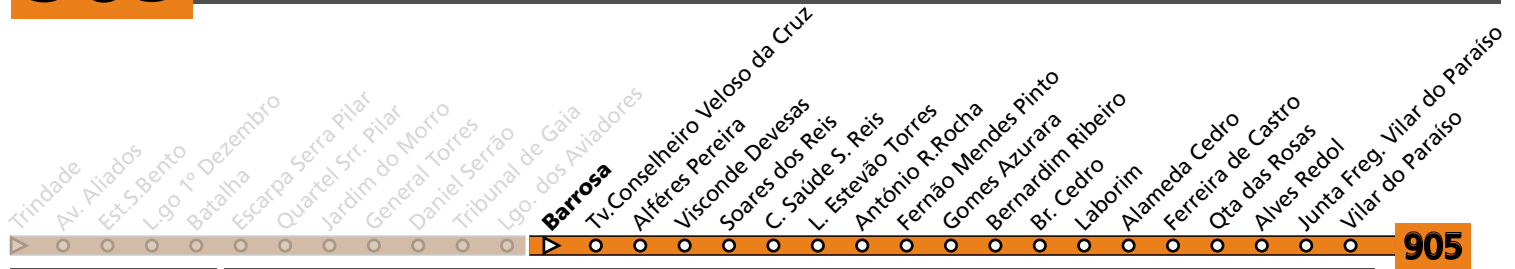 Trindade
Av. Aliados
Est.S.Bento
L.go 1º Dezembro
Batalha
Escarpa Serra Pilar
Quartel Srr. Pilar
Jardim do Morro
General Torres
Daniel Serrão
Tribunal de Gaia
Lgo. dos Aviadores
Barrosa
Tv.Conselheiro Veloso da Cruz
Alféres Pereira
Visconde Devesas
Soares dos Reis
C. Saúde S. Reis
L. Estevão Torres
António R.Rocha
Fernão Mendes Pinto
Gomes Azurara
Bernardim Ribeiro
Br. Cedro
Laborim
Alameda Cedro
Ferreira de Castro
Qta das Rosas
Alves Redol
Junta Freg. Vilar do Paraíso
Vilar do Paraíso
905